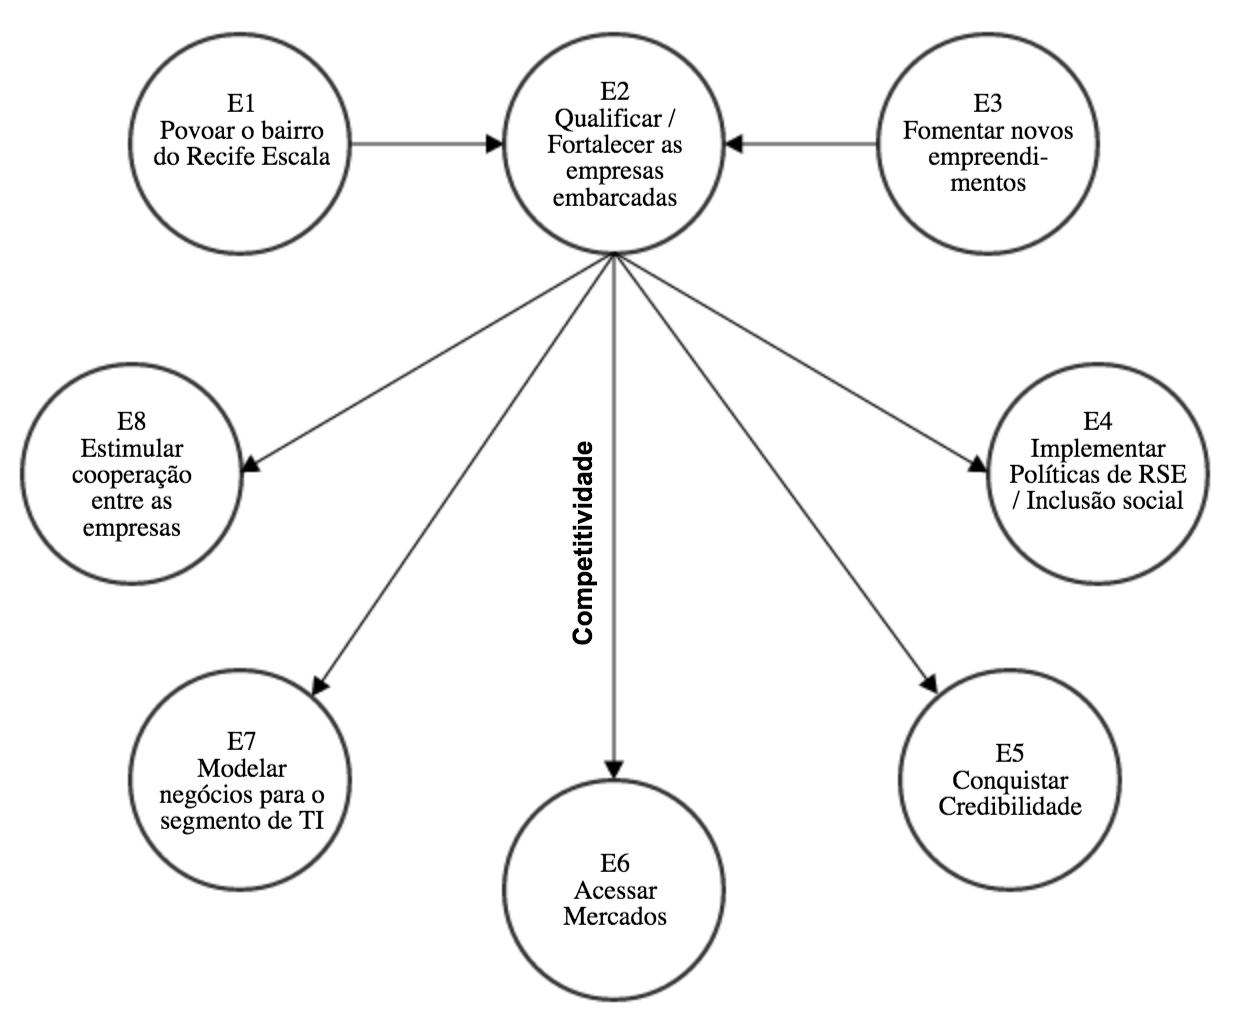 E1
Povoar o bairro
do Recife Escala
E2
Qualificar /
Fortalecer as
empresas
embarcadas
E3
Fomentar novos
empreendi-
mentos
E8
Estimular
cooperação
entre as
empresas
Competitividade
E4
Implementar
Políticas de RSE
/ Inclusão social
E7
Modelar
negócios para o
segmento de TI
E6
Acessar
Mercados
E5
Conquistar
Credibilidade